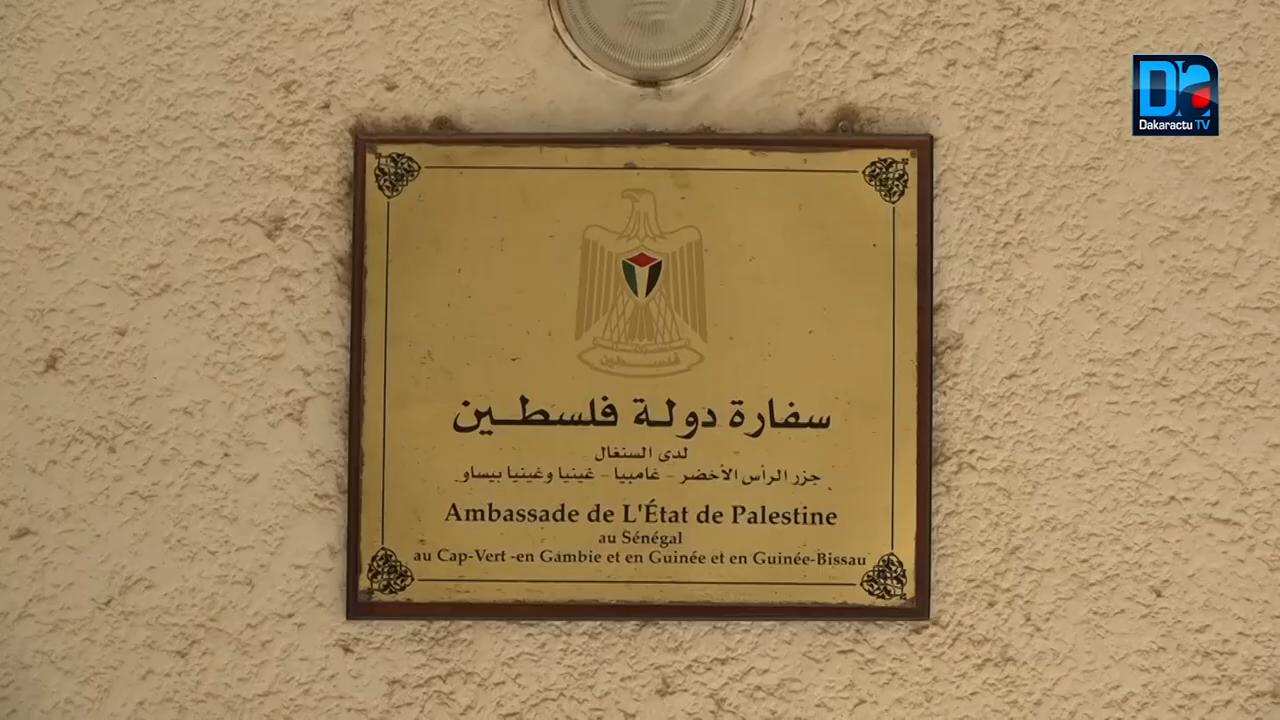 Dakaractu TV
فلسطين
سفارة دولة فلسطين
لدى السنغال
جزر الرأس الأخضر - غامبيا - غينيا وغينيا بيساو
Ambassade de L'État de Palestine
au Sénégal
au Cap-Vert -en Gambie et en Guinée et en Guinée-Bissau